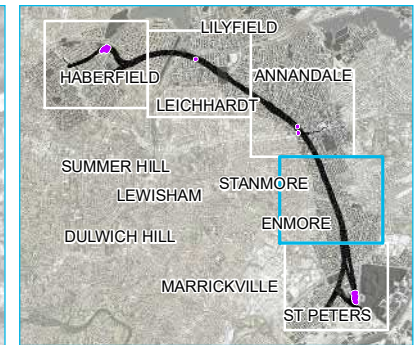 LILYFIELD
HABERFIELD
ANNANDALE
LEICHHARDT
SUMMER HILL
STANMORE
LEWISHAM
ENMORE
DULWICH HILL
MARRICKVILLE
ST PETERS